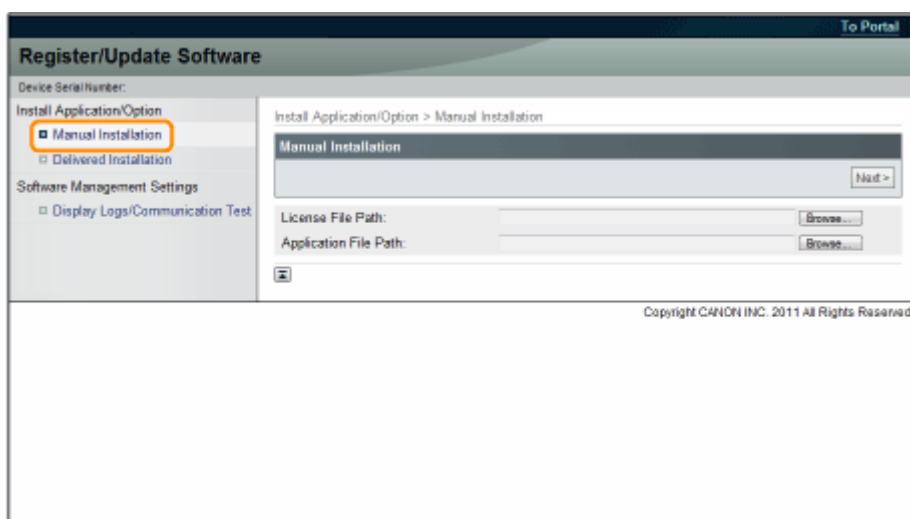 To Portal
Register/Update Software
Device Serial Number:
Install Application/Option
Manual Installation
Delivered Installation
Software Management Settings
Display Logs/Communication Test
Install Application/Option > Manual Installation
Manual Installation
Next >
License File Path: Browse...
Application File Path: Browse...
Copyright CANON INC. 2011 All Rights Reserved